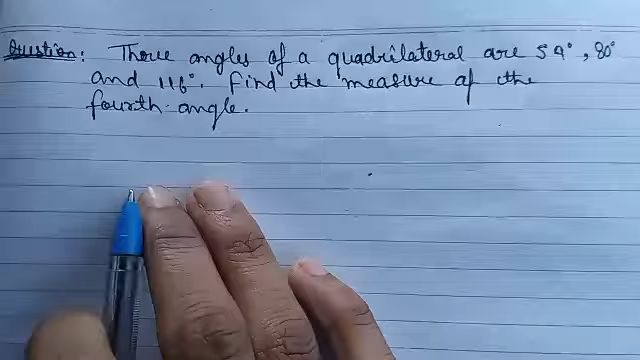 Question: Three angles of a quadrilateral are 54°, 80°
and 116°. Find the measure of the
fourth angle.